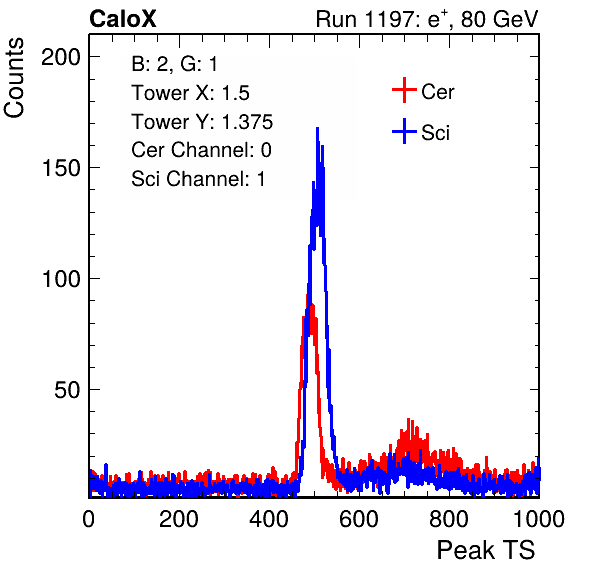 CaloX Run 1197: e⁺, 80 GeV
Counts
200
150
100
50
B: 2, G: 1
Tower X: 1.5
Tower Y: 1.375
Cer Channel: 0
Sci Channel: 1
Cer
Sci
0 200 400 600 800 1000
Peak TS